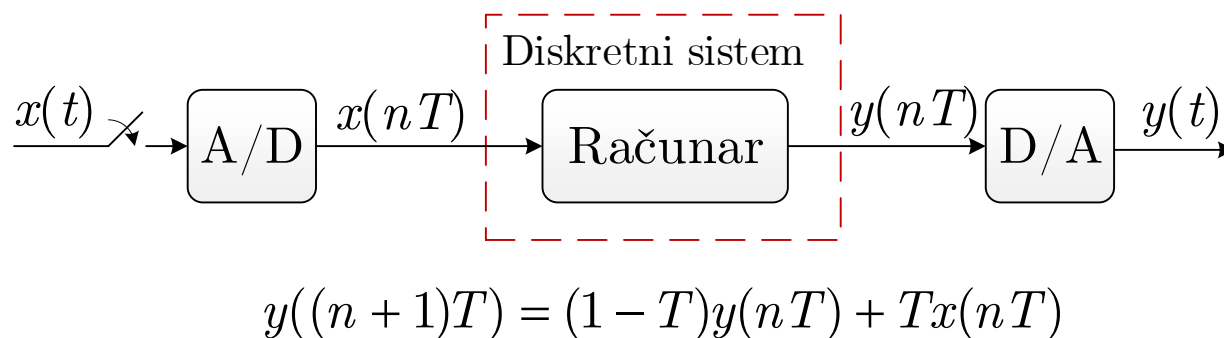 Diskretni sistem
x(t)
A/D
x(nT)
Računar
y(nT)
D/A
y(t)
y((n + 1)T) = (1 − T)y(nT) + Tx(nT)